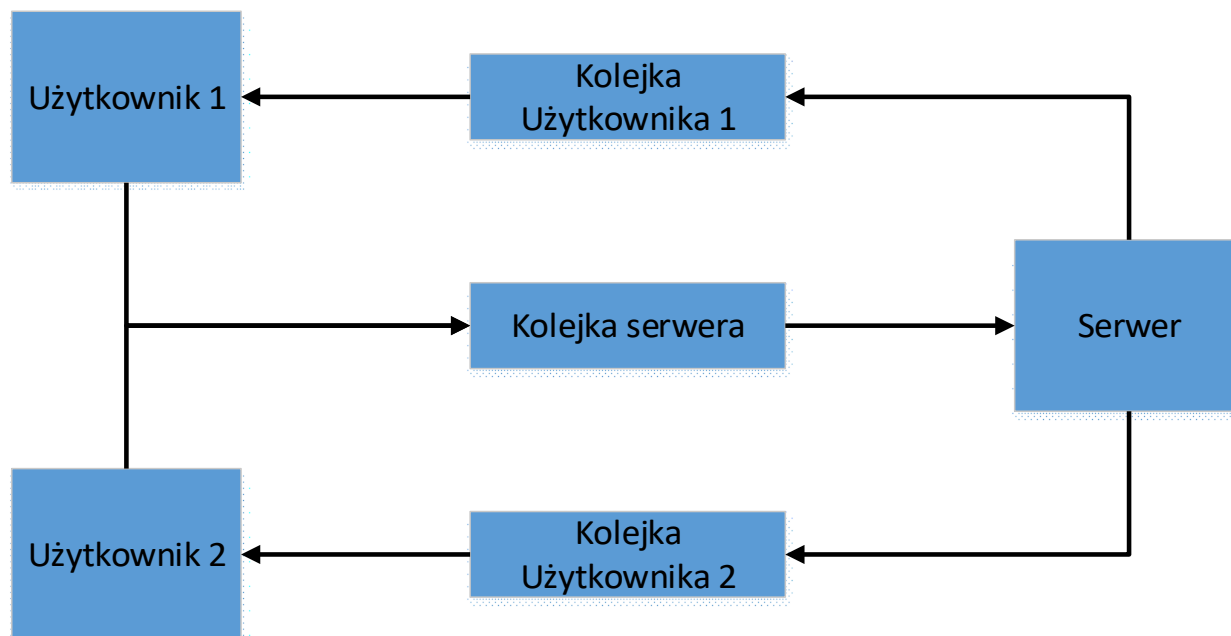 Użytkownik 1
Kolejka
Użytkownika 1
Kolejka serwera
Serwer
Użytkownik 2
Kolejka
Użytkownika 2